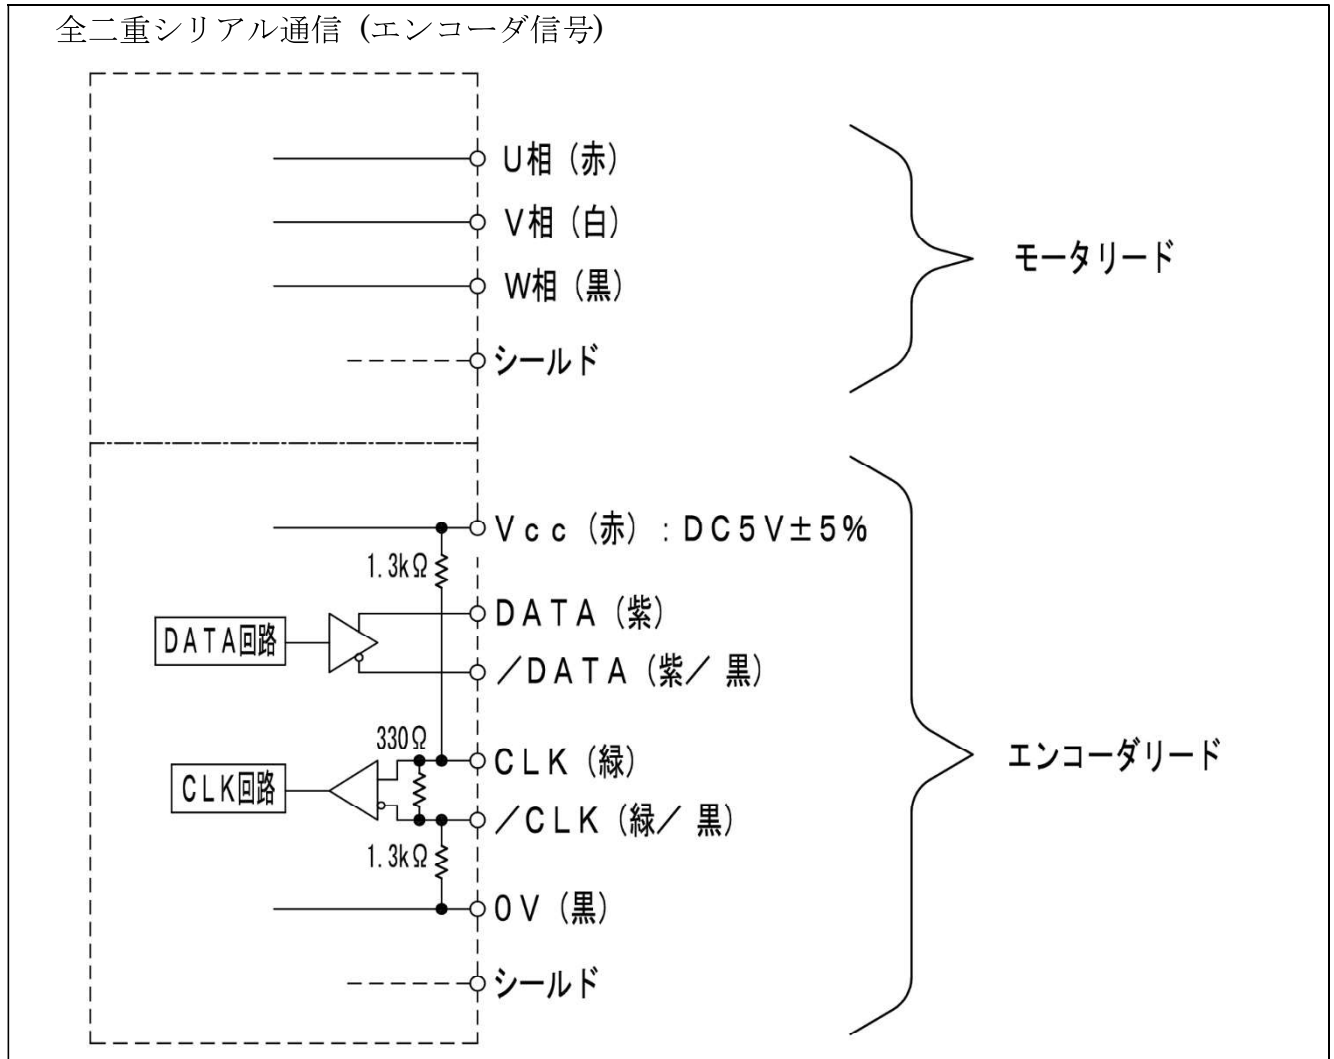 全二重シリアル通信 (エンコーダ信号)
U相 (赤)
V相 (白)
W相 (黒)
シールド
モータリード
Vcc (赤) : DC5V±5%
1.3kΩ
DATA (紫)
DATA回路
/DATA (紫/ 黒)
330Ω
CLK (緑)
CLK回路
/CLK (緑/ 黒)
1.3kΩ
0V (黒)
シールド
エンコーダリード